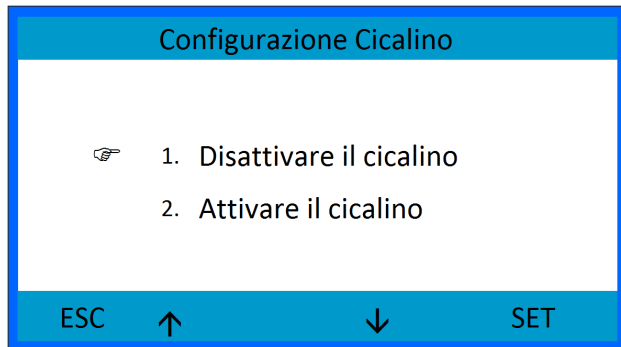 Configurazione Cicalino
☞ 1. Disattivare il cicalino
2. Attivare il cicalino
ESC ↑ ↓ SET